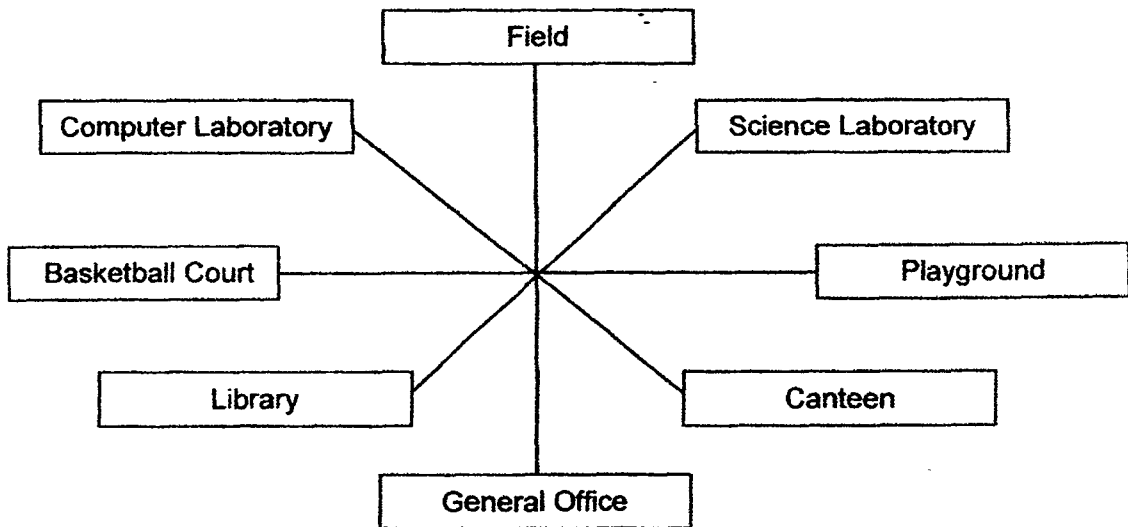 Field
Computer Laboratory
Science Laboratory
Basketball Court
Playground
Library
Canteen
General Office